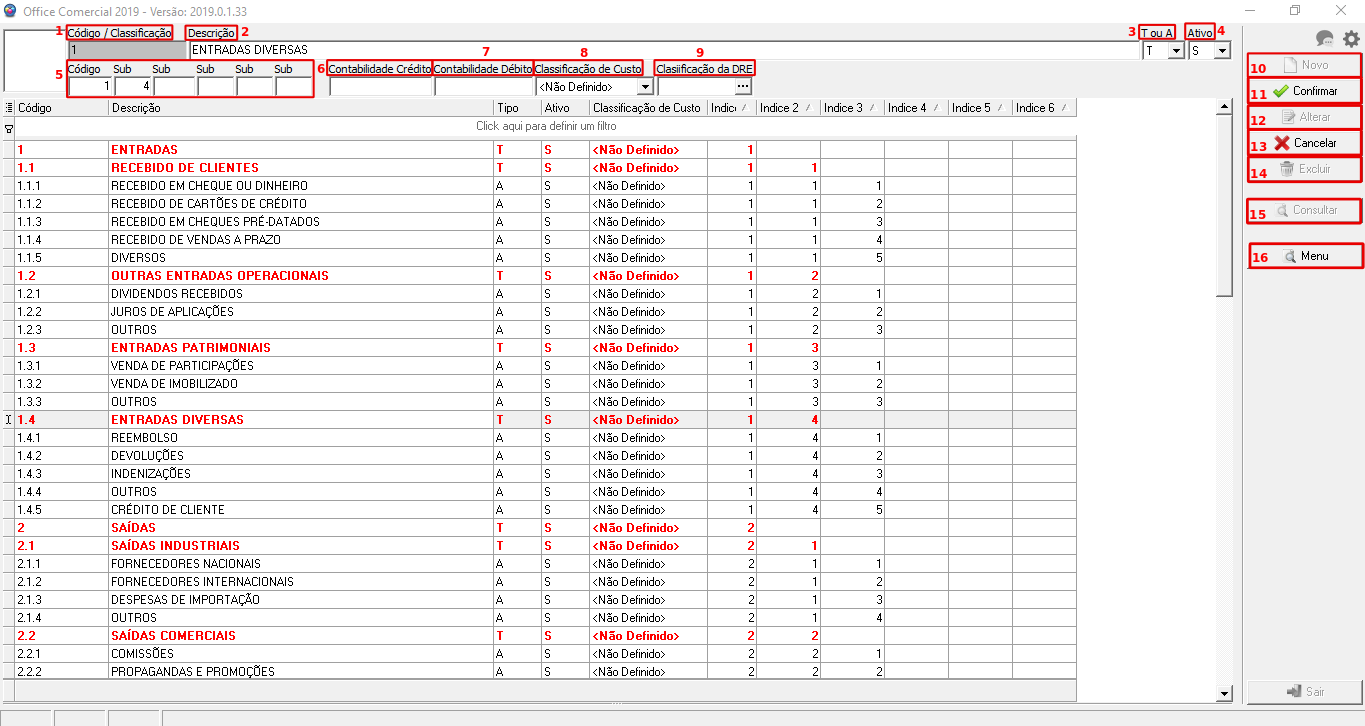 Office Comercial 2019 - Versão: 2019.0.1.33
1 Código / Classificação Descrição 2 3 T ou A Ativo 4
1 ENTRADAS DIVERSAS T S
7 8 9
5 Código Sub Sub Sub Sub Sub 6 Contabilidade Crédito Contabilidade Débito Classificação de Custo Clasiificação da DRE
1 4 <Não Definido> ...
Código Descrição Tipo Ativo Classificação de Custo Indice Indice 2 Indice 3 Indice 4 Indice 5 Indice 6
Click aqui para definir um filtro
1 ENTRADAS T S <Não Definido> 1
1.1 RECEBIDO DE CLIENTES T S <Não Definido> 1 1
1.1.1 RECEBIDO EM CHEQUE OU DINHEIRO A S <Não Definido> 1 1 1
1.1.2 RECEBIDO DE CARTÕES DE CRÉDITO A S <Não Definido> 1 1 2
1.1.3 RECEBIDO EM CHEQUES PRÉ-DATADOS A S <Não Definido> 1 1 3
1.1.4 RECEBIDO DE VENDAS A PRAZO A S <Não Definido> 1 1 4
1.1.5 DIVERSOS A S <Não Definido> 1 1 5
1.2 OUTRAS ENTRADAS OPERACIONAIS T S <Não Definido> 1 2
1.2.1 DIVIDENDOS RECEBIDOS A S <Não Definido> 1 2 1
1.2.2 JUROS DE APLICAÇÕES A S <Não Definido> 1 2 2
1.2.3 OUTROS A S <Não Definido> 1 2 3
1.3 ENTRADAS PATRIMONIAIS T S <Não Definido> 1 3
1.3.1 VENDA DE PARTICIPAÇÕES A S <Não Definido> 1 3 1
1.3.2 VENDA DE IMOBILIZADO A S <Não Definido> 1 3 2
1.3.3 OUTROS A S <Não Definido> 1 3 3
1.4 ENTRADAS DIVERSAS T S <Não Definido> 1 4
1.4.1 REEMBOLSO A S <Não Definido> 1 4 1
1.4.2 DEVOLUÇÕES A S <Não Definido> 1 4 2
1.4.3 INDENIZAÇÕES A S <Não Definido> 1 4 3
1.4.4 OUTROS A S <Não Definido> 1 4 4
1.4.5 CRÉDITO DE CLIENTE A S <Não Definido> 1 4 5
2 SAÍDAS T S <Não Definido> 2
2.1 SAÍDAS INDUSTRIAIS T S <Não Definido> 2 1
2.1.1 FORNECEDORES NACIONAIS A S <Não Definido> 2 1 1
2.1.2 FORNECEDORES INTERNACIONAIS A S <Não Definido> 2 1 2
2.1.3 DESPESAS DE IMPORTAÇÃO A S <Não Definido> 2 1 3
2.1.4 OUTROS A S <Não Definido> 2 1 4
2.2 SAÍDAS COMERCIAIS T S <Não Definido> 2 2
2.2.1 COMISSÕES A S <Não Definido> 2 2 1
2.2.2 PROPAGANDAS E PROMOÇÕES A S <Não Definido> 2 2 2
10 Novo
11 Confirmar
12 Alterar
13 Cancelar
14 Excluir
15 Consultar
16 Menu
Sair